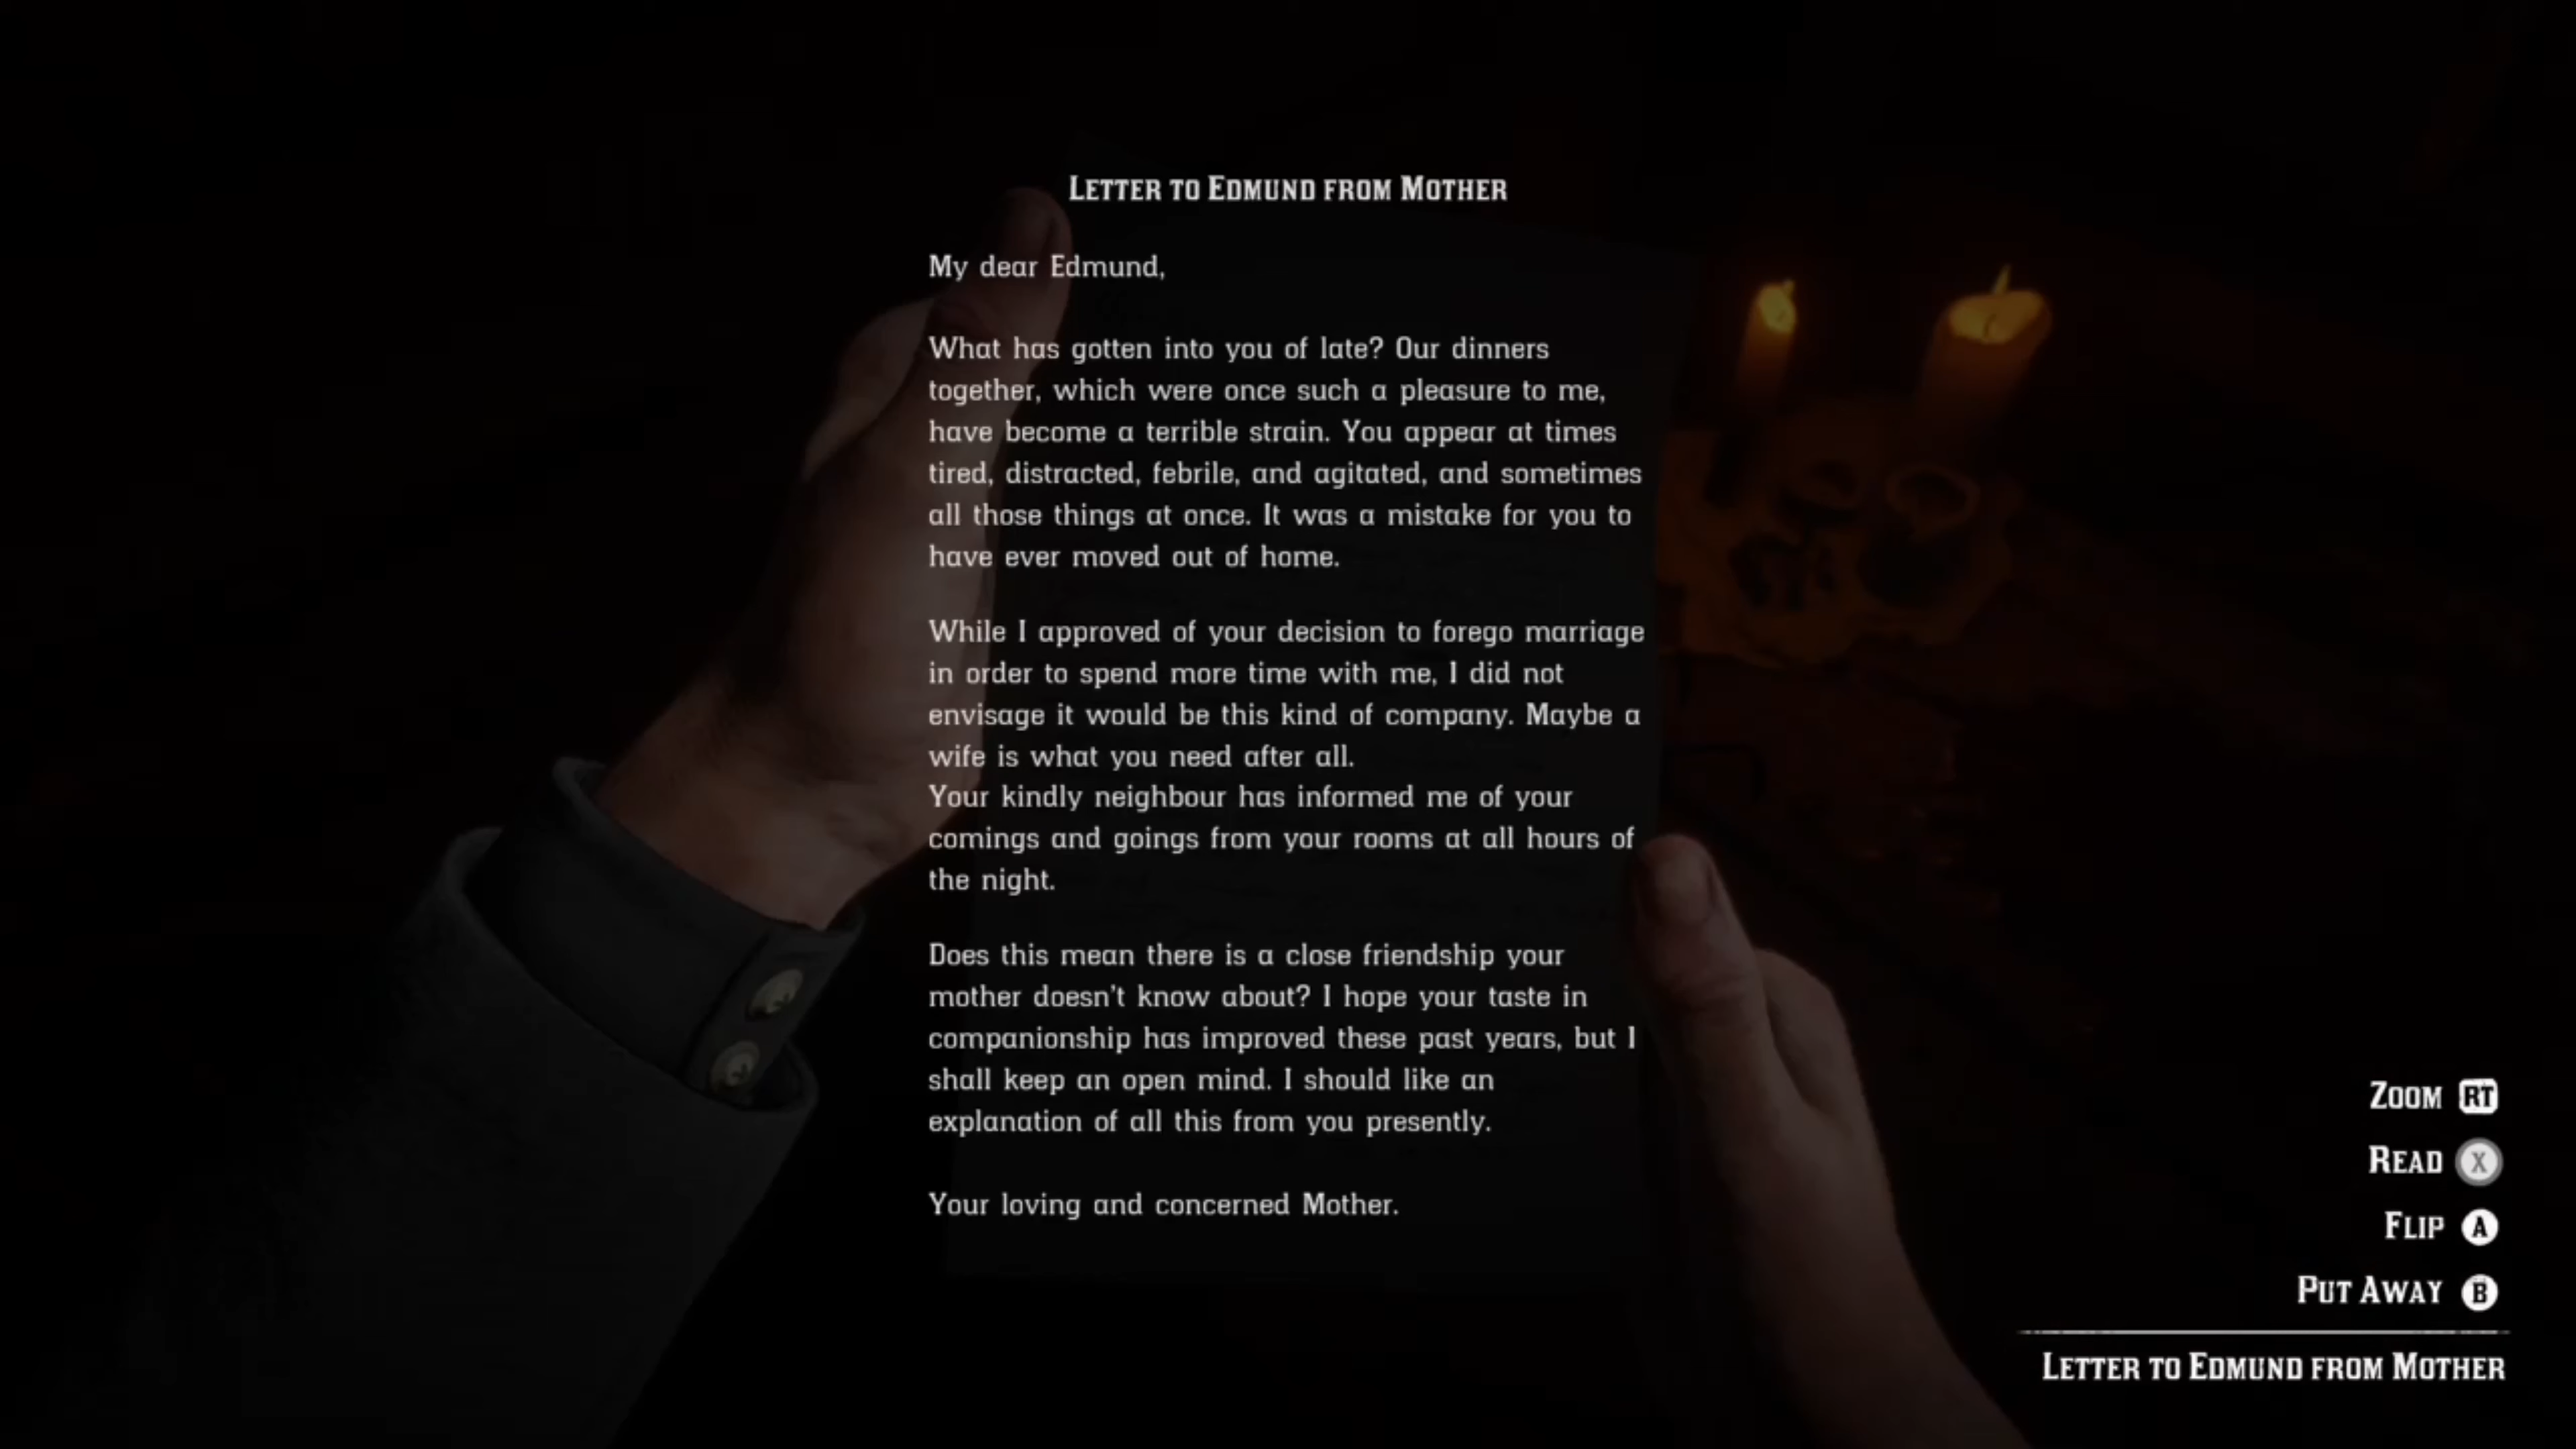 Letter to Edmund from Mother
My dear Edmund,
What has gotten into you of late? Our dinners
together, which were once such a pleasure to me,
have become a terrible strain. You appear at times
tired, distracted, febrile, and agitated, and sometimes
all those things at once. It was a mistake for you to
have ever moved out of home.
While I approved of your decision to forego marriage
in order to spend more time with me, I did not
envisage it would be this kind of company. Maybe a
wife is what you need after all.
Your kindly neighbour has informed me of your
comings and goings from your rooms at all hours of
the night.
Does this mean there is a close friendship your
mother doesn't know about? I hope your taste in
companionship has improved these past years, but I
shall keep an open mind. I should like an
explanation of all this from you presently.
Your loving and concerned Mother.
Zoom RT
Read X
Flip A
Put Away B
Letter to Edmund from Mother